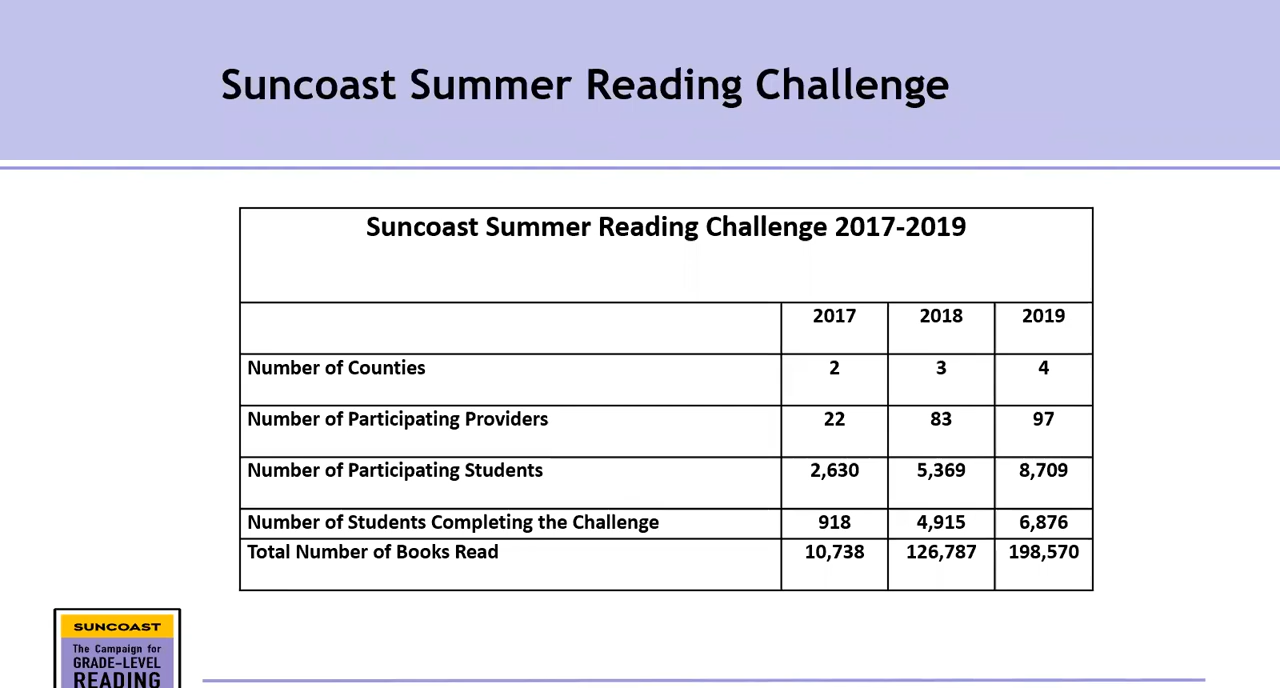 Suncoast Summer Reading Challenge
Suncoast Summer Reading Challenge 2017-2019
2017 2018 2019
Number of Counties 2 3 4
Number of Participating Providers 22 83 97
Number of Participating Students 2,630 5,369 8,709
Number of Students Completing the Challenge 918 4,915 6,876
Total Number of Books Read 10,738 126,787 198,570
SUNCOAST
The Campaign for
GRADE-LEVEL
READING